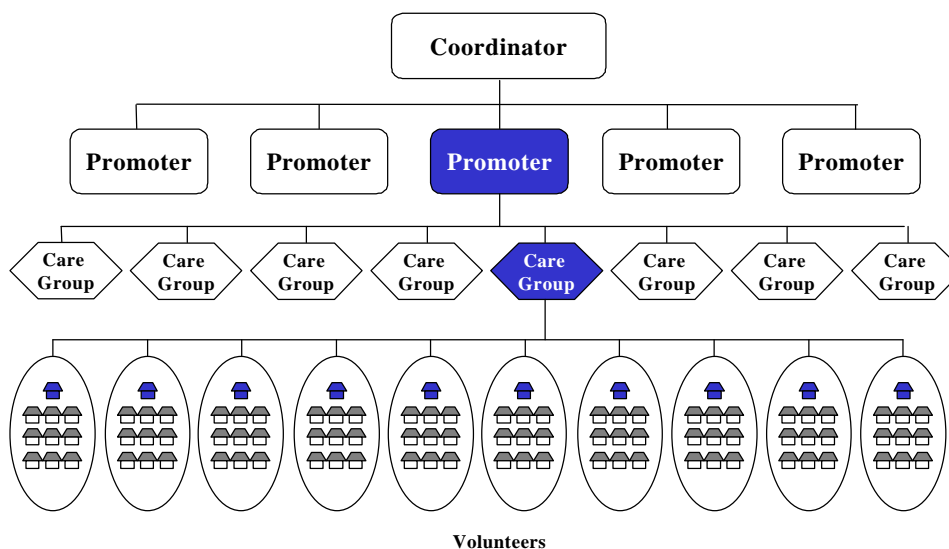 Coordinator
Promoter Promoter Promoter Promoter Promoter
Care Care Care Care Care Care Care Care
Group Group Group Group Group Group Group Group
Volunteers